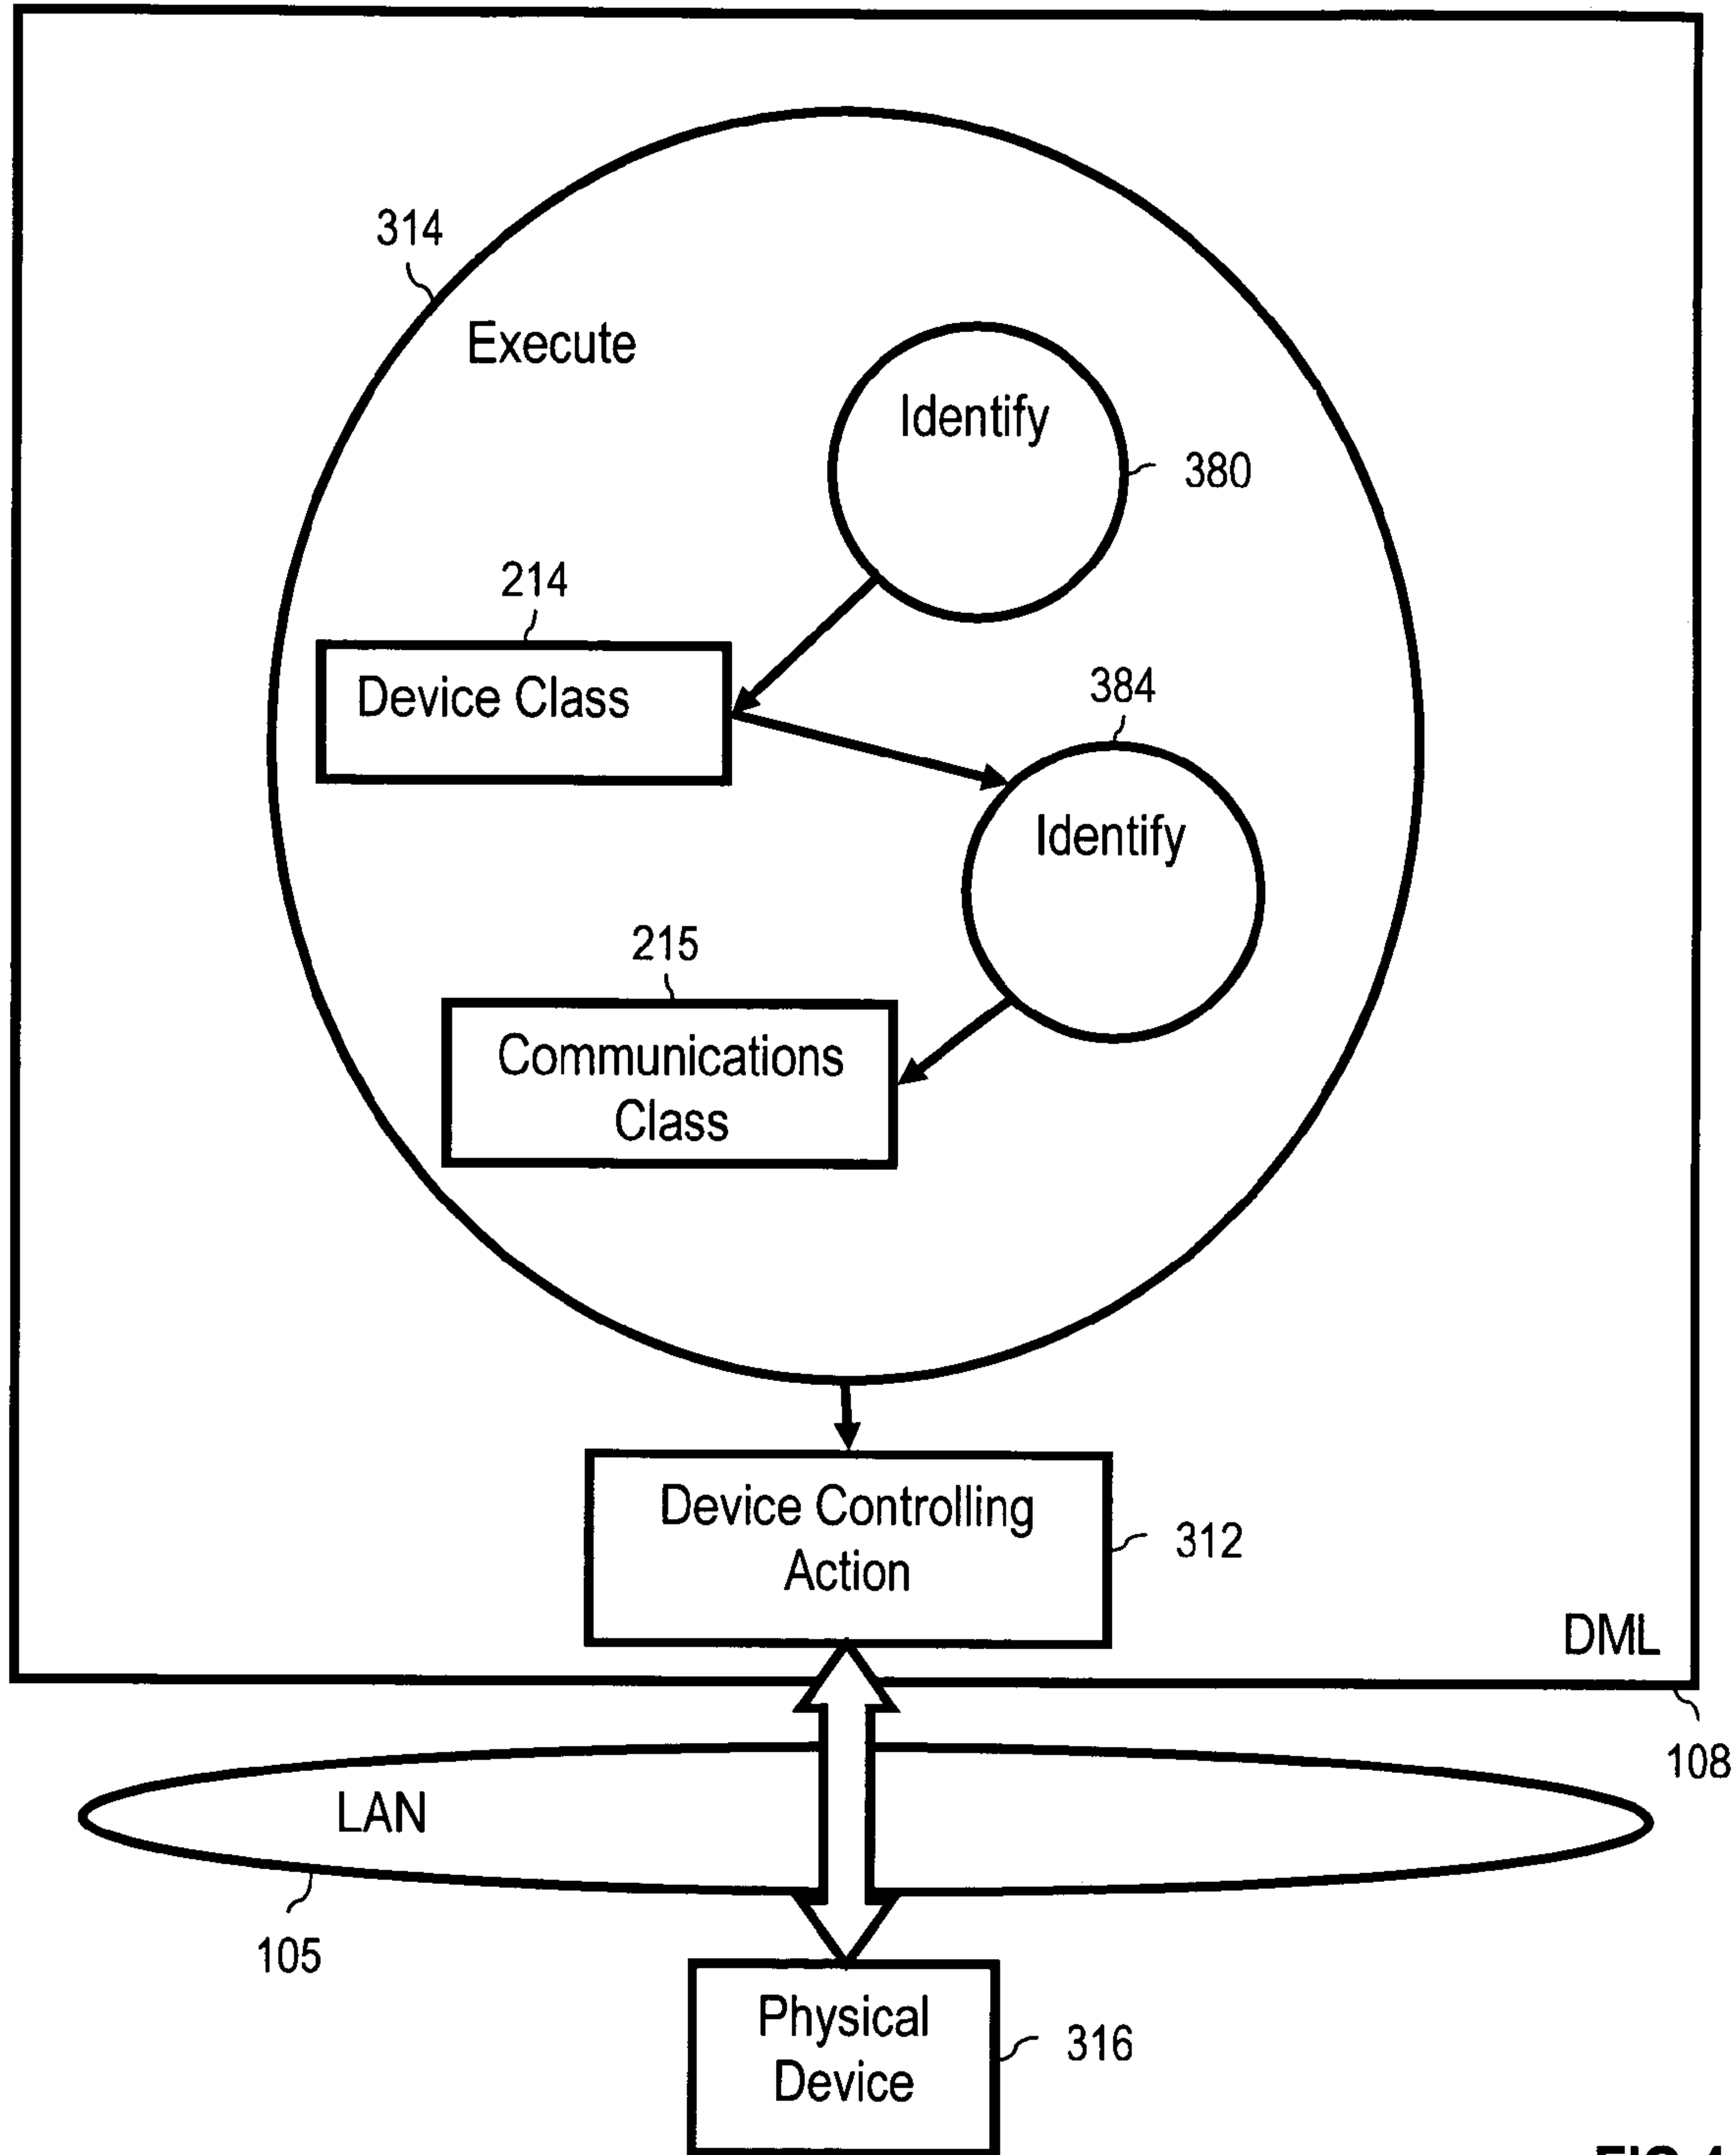 314
Execute
Identify
380
214
Device Class
384
Identify
215
Communications
Class
Device Controlling
Action
312
DML
108
LAN
105
Physical
Device
316